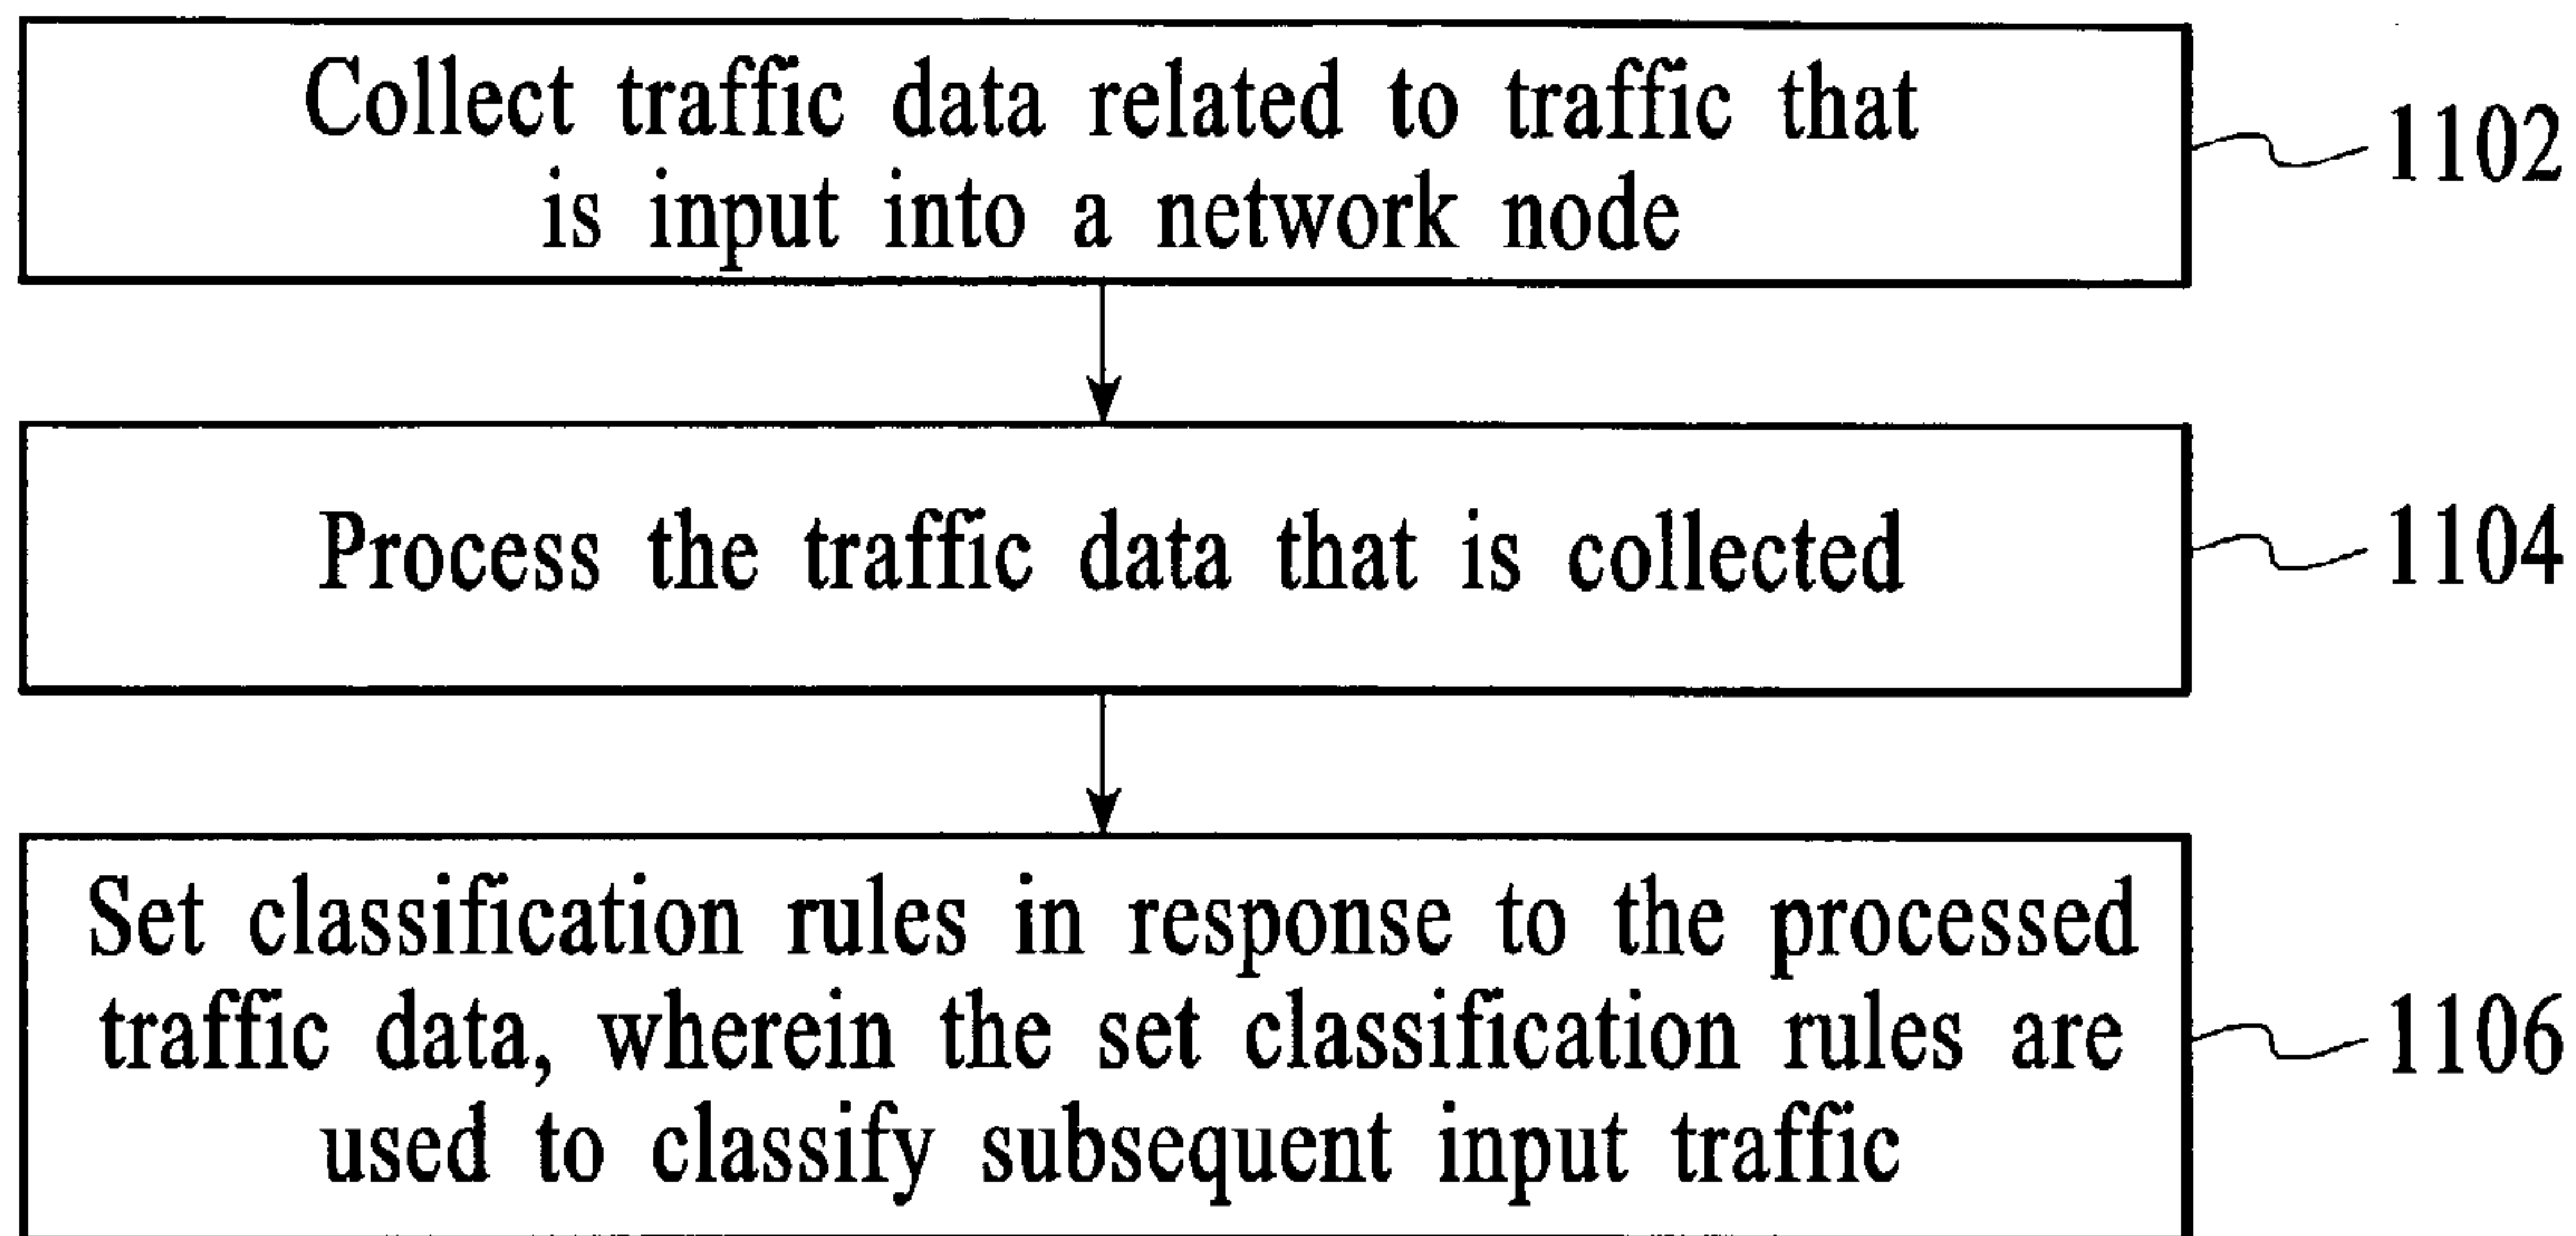 Collect traffic data related to traffic that
is input into a network node
1102
Process the traffic data that is collected
1104
Set classification rules in response to the processed
traffic data, wherein the set classification rules are
used to classify subsequent input traffic
1106